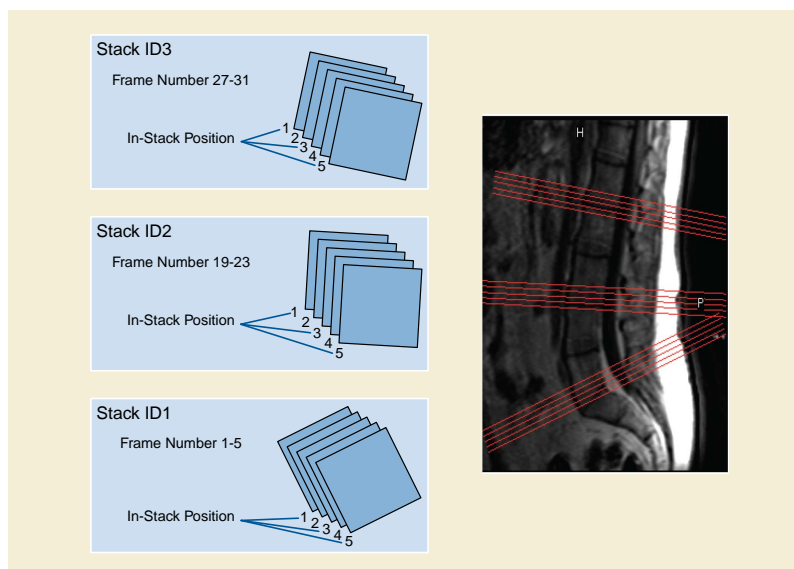 Stack ID3
Frame Number 27-31
In-Stack Position
1
2
3
4
5
Stack ID2
Frame Number 19-23
In-Stack Position
1
2
3
4
5
Stack ID1
Frame Number 1-5
In-Stack Position
1
2
3
4
5
H
P